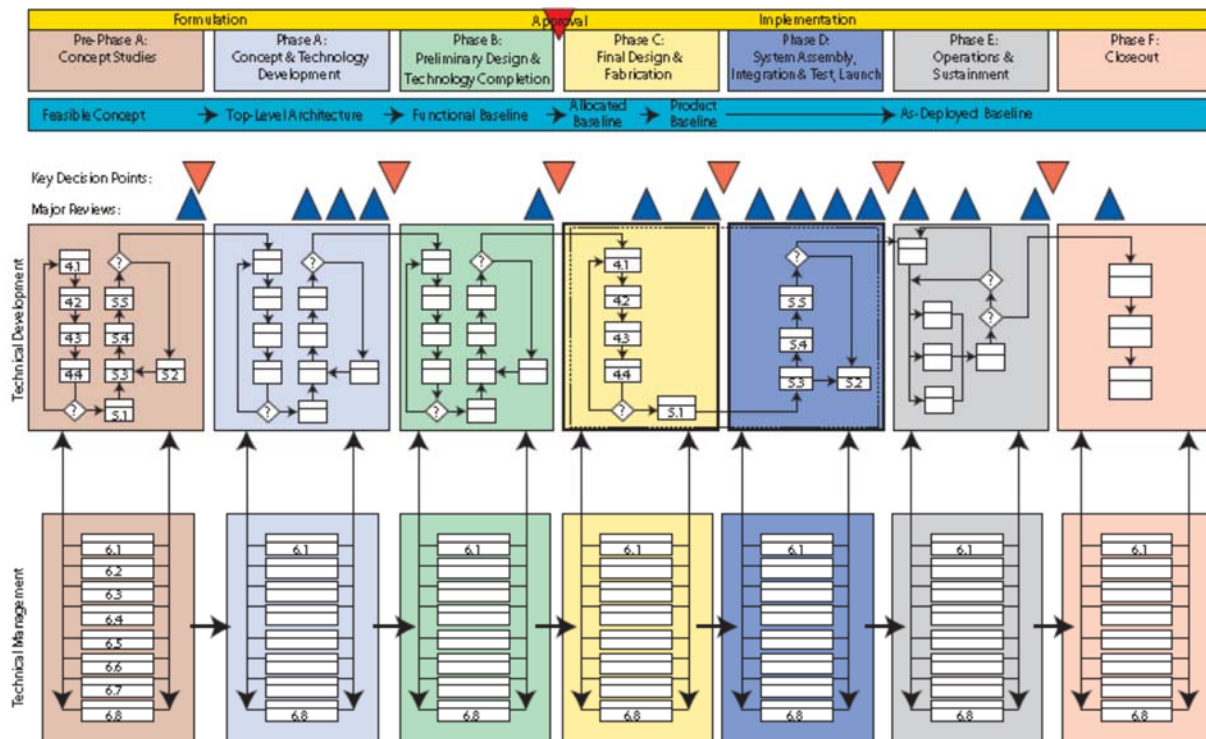 Formulation Approval Implementation
Pre-Phase A: Phase A: Phase B: Phase C: Phase D: Phase E: Phase F:
Concept Studies Concept & Technology Preliminary Design & Final Design & System Assembly, Operations & Closeout
Development Technology Completion Fabrication Integration & Test, Launch Sustainment
Feasible Concept Top-Level Architecture Functional Baseline Allocated Baseline Product Baseline As-Deployed Baseline
Key Decision Points:
Major Reviews:
Technical Development
? ? ? ?
4.1 4.1 ?
4.2 5.5 4.2 5.5 ?
4.3 5.4 4.3 5.4 ?
4.4 5.3 5.2 4.4 5.3 5.2
? 5.1 ? ? ? 5.1
Technical Management
6.1 6.1 6.1 6.1 6.1 6.1 6.1
6.2
6.3
6.4
6.5
6.6
6.7
6.8 6.8 6.8 6.8 6.8 6.8 6.8